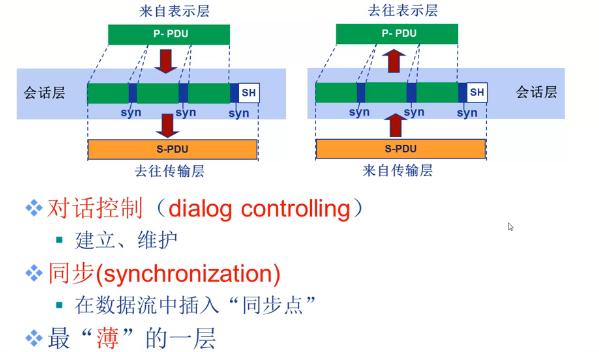 来自表示层
去往表示层
P- PDU
P- PDU
会话层
SH
SH
会话层
syn
syn
syn
syn
syn
syn
S-PDU
S-PDU
去往传输层
来自传输层
对话控制（dialog controlling）
建立、维护
同步(synchronization)
在数据流中插入“同步点”
最“薄”的一层